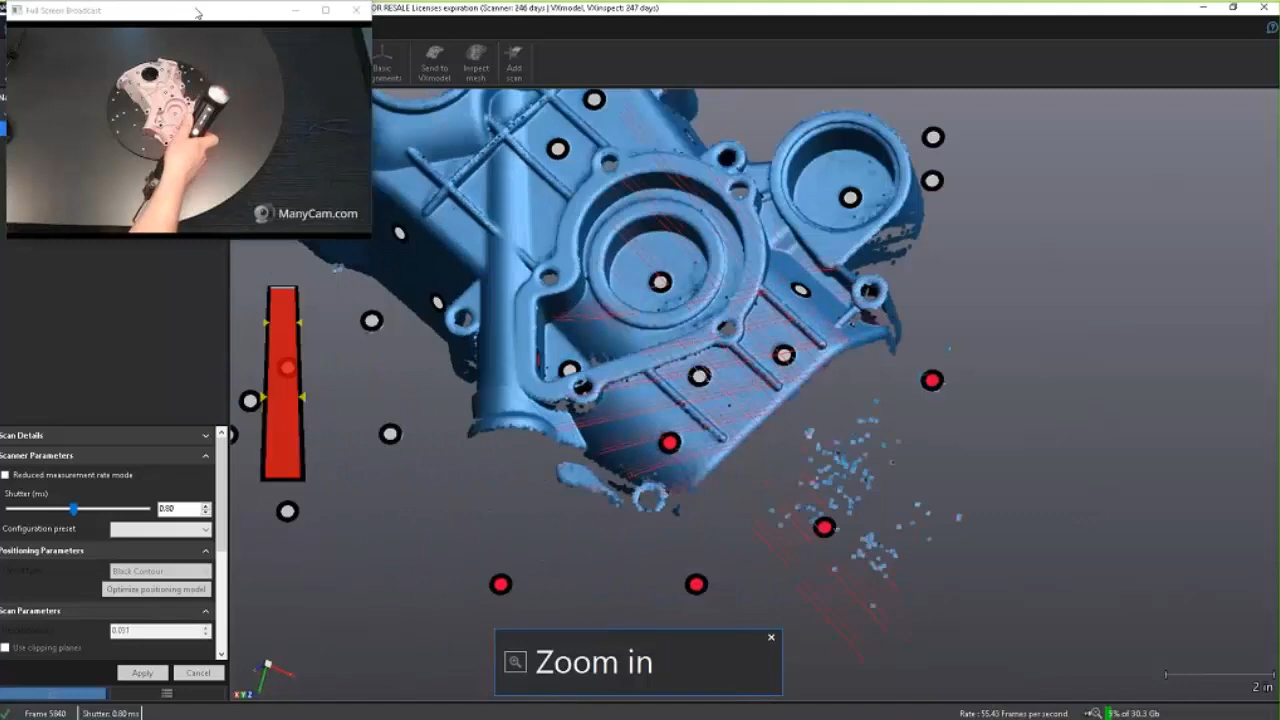 Full Screen Broadcast
OR RESALE Licenses expiration (Scanner: 246 days | VXmodel, VXinspect: 247 days)
Basic
Send to
VXmodel
Inspect
mesh
Add
scan
ManyCam.com
Scan Details
Scanner Parameters
Reduced measurement rate mode
Shutter (ms)
0.80
Configuration preset
Positioning Parameters
Black Contour
Optimize positioning model
Scan Parameters
0.031
Use clipping planes
Apply
Cancel
Zoom in
X Y Z
2 in
Frame 5840
Shutter: 0.80 ms
Rate : 55.43 Frames per second
9% of 30.3 Gb